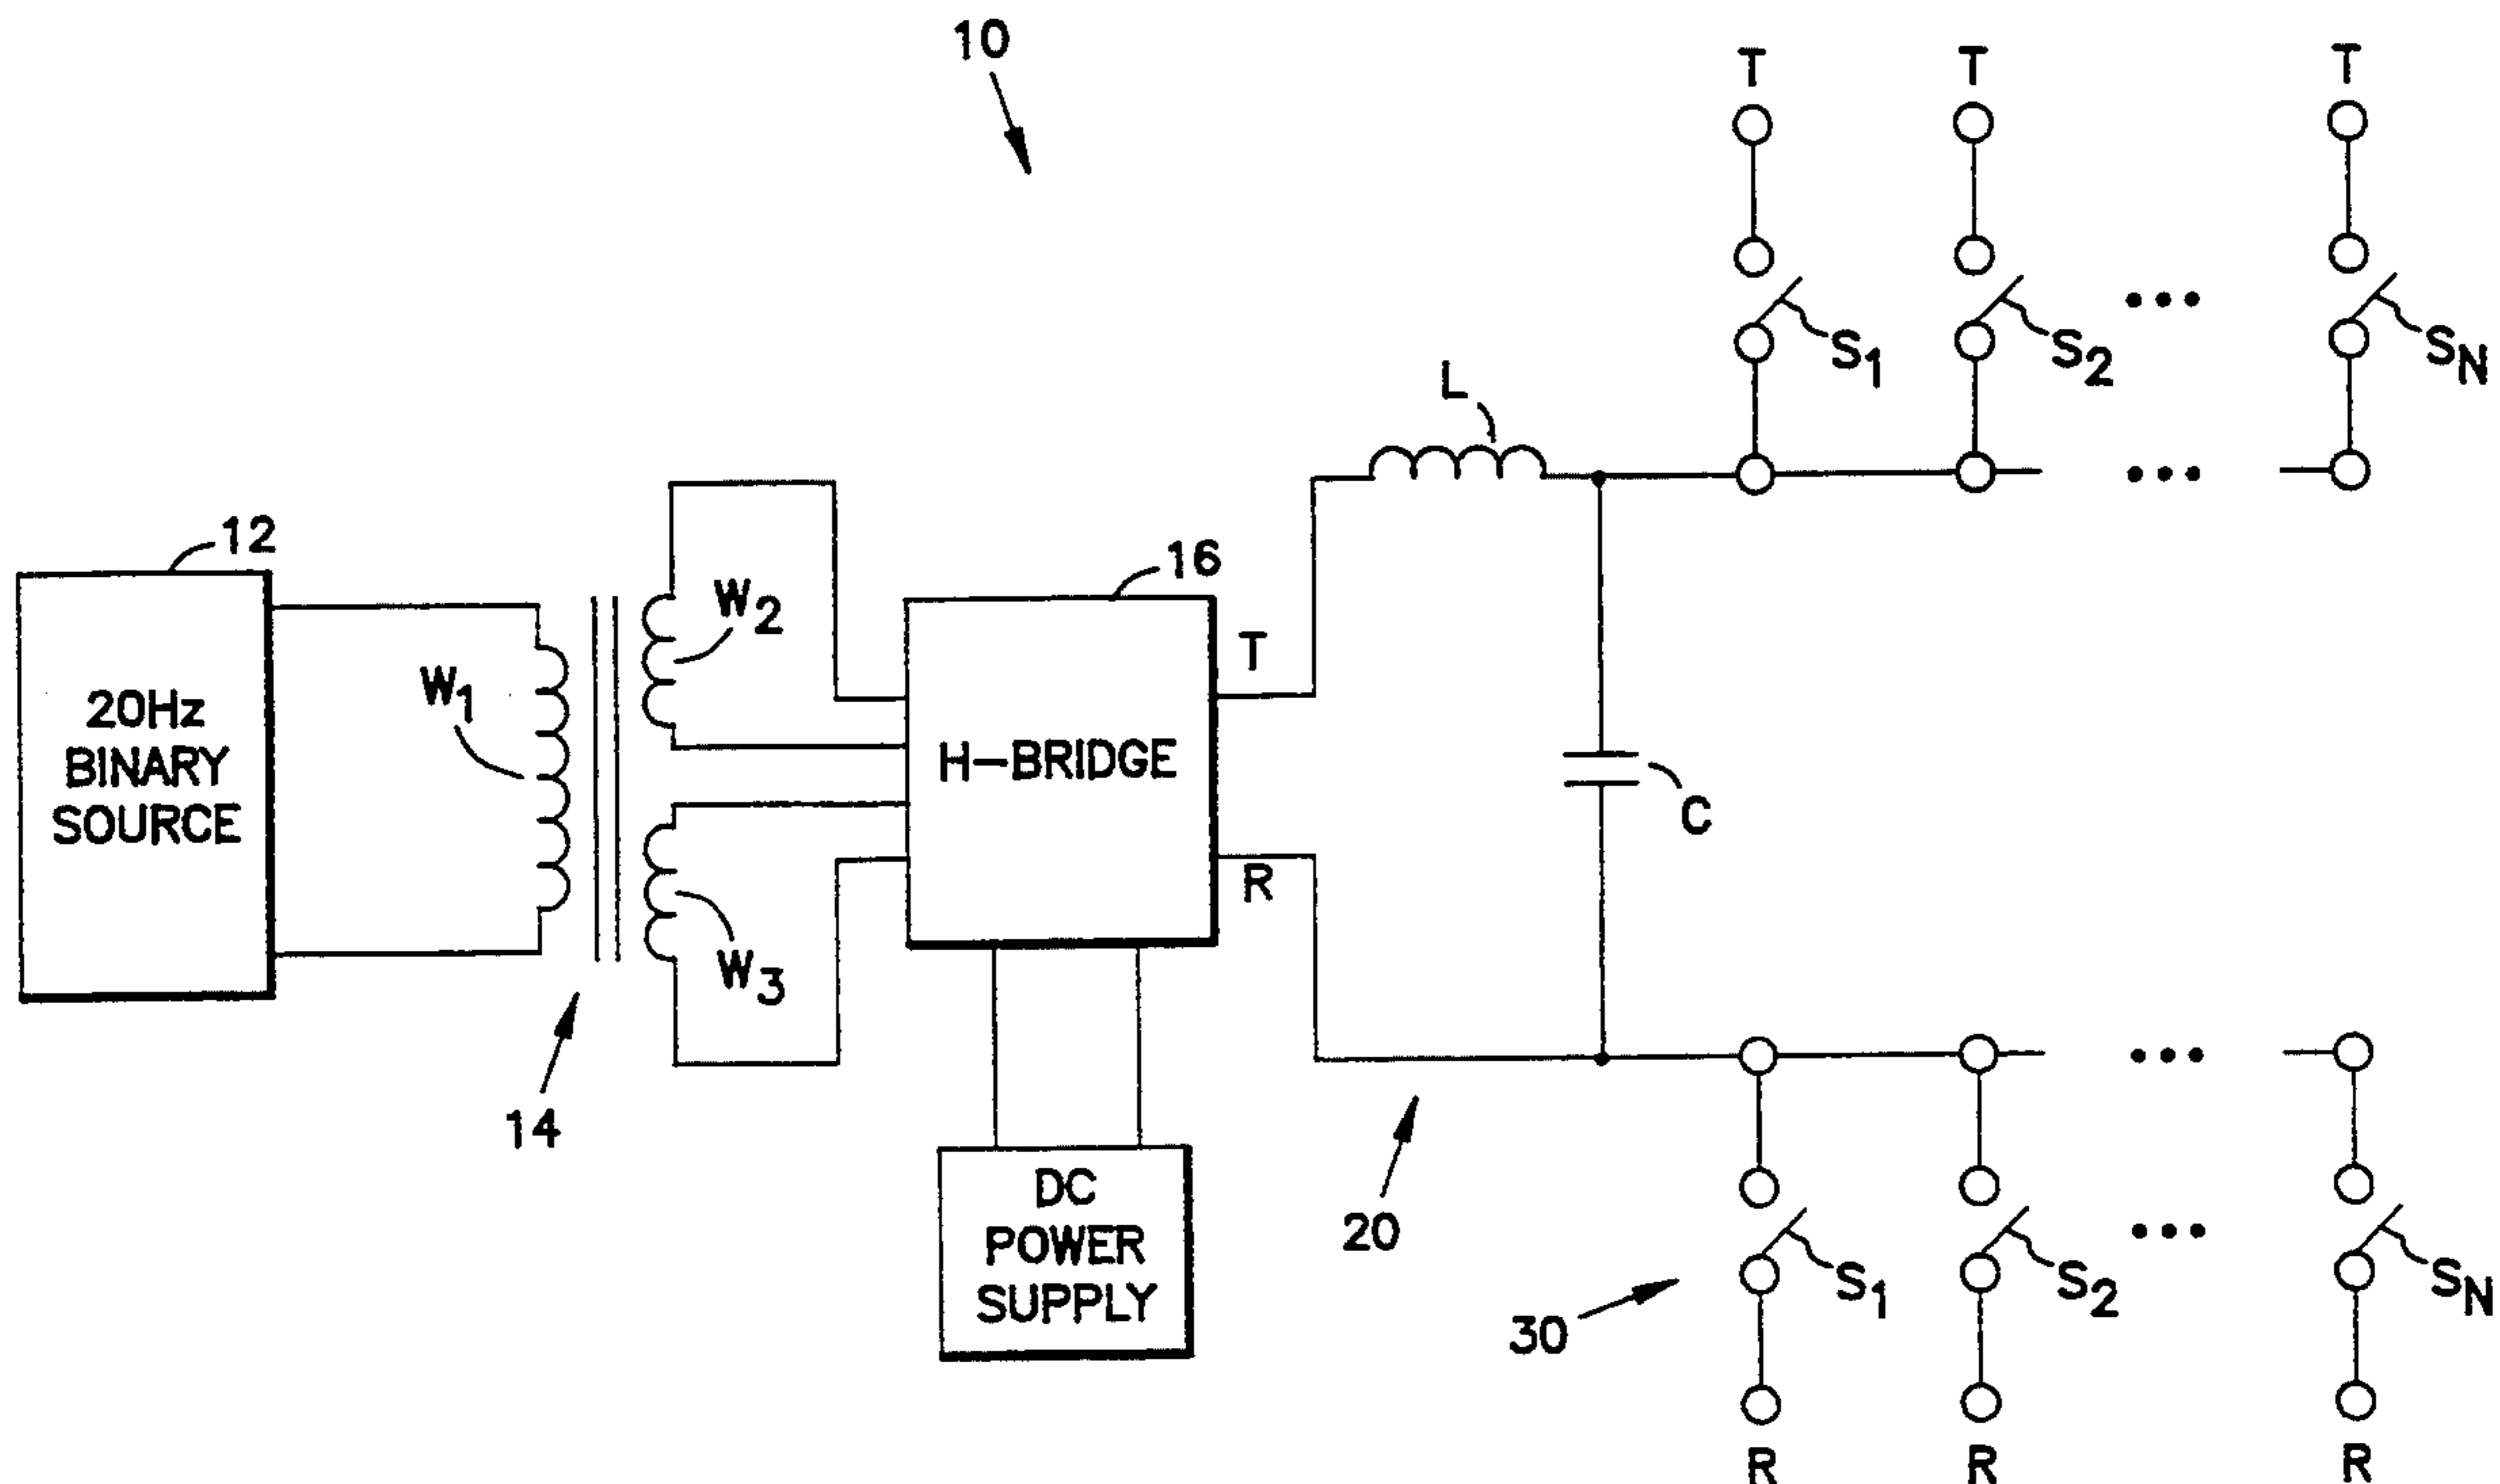 10
T T T
S1 S2 ••• SN
L
•••
12
W2
16
T
W1
20Hz
BINARY
SOURCE
H-BRIDGE
C
R
W3
•••
14
DC
POWER
SUPPLY
20
30
S1 S2 ••• SN
R R R